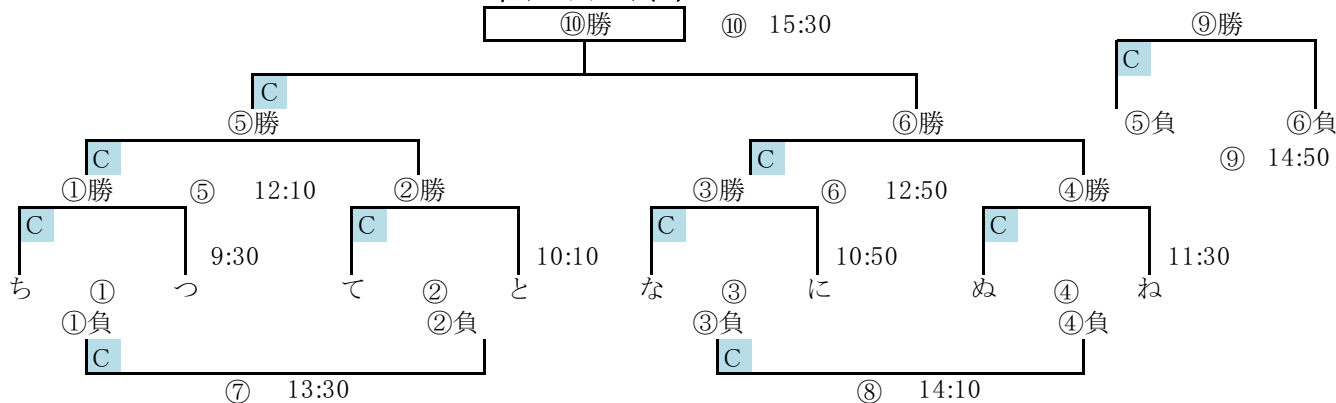 ⑩勝 ⑩ 15:30 ⑨勝
C C
⑤勝 ⑥勝 ⑤負 ⑥負
C C ⑨ 14:50
①勝 ⑤ 12:10 ②勝 ③勝 ⑥ 12:50 ④勝
C C C C
9:30 10:10 10:50 11:30
ち ① つ て ② と な ③ に ぬ ④ ね
①負 ②負 ③負 ④負
C C
⑦ 13:30 ⑧ 14:10